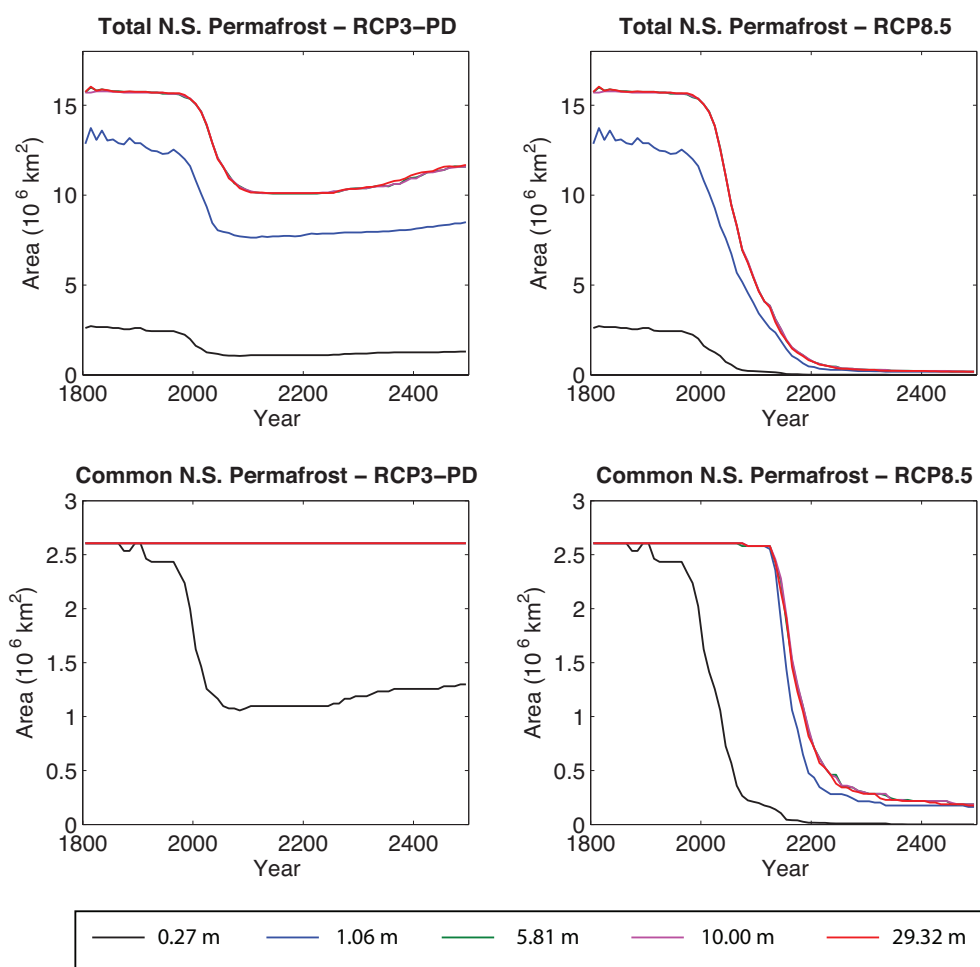 Total N.S. Permafrost – RCP3–PD
15
10
5
0
Area (10⁶ km²)
1800 2000 2200 2400
Year
Total N.S. Permafrost – RCP8.5
15
10
5
0
Area (10⁶ km²)
1800 2000 2200 2400
Year
Common N.S. Permafrost – RCP3–PD
3
2.5
2
1.5
1
0.5
0
Area (10⁶ km²)
1800 2000 2200 2400
Year
Common N.S. Permafrost – RCP8.5
3
2.5
2
1.5
1
0.5
0
Area (10⁶ km²)
1800 2000 2200 2400
Year
0.27 m 1.06 m 5.81 m 10.00 m 29.32 m